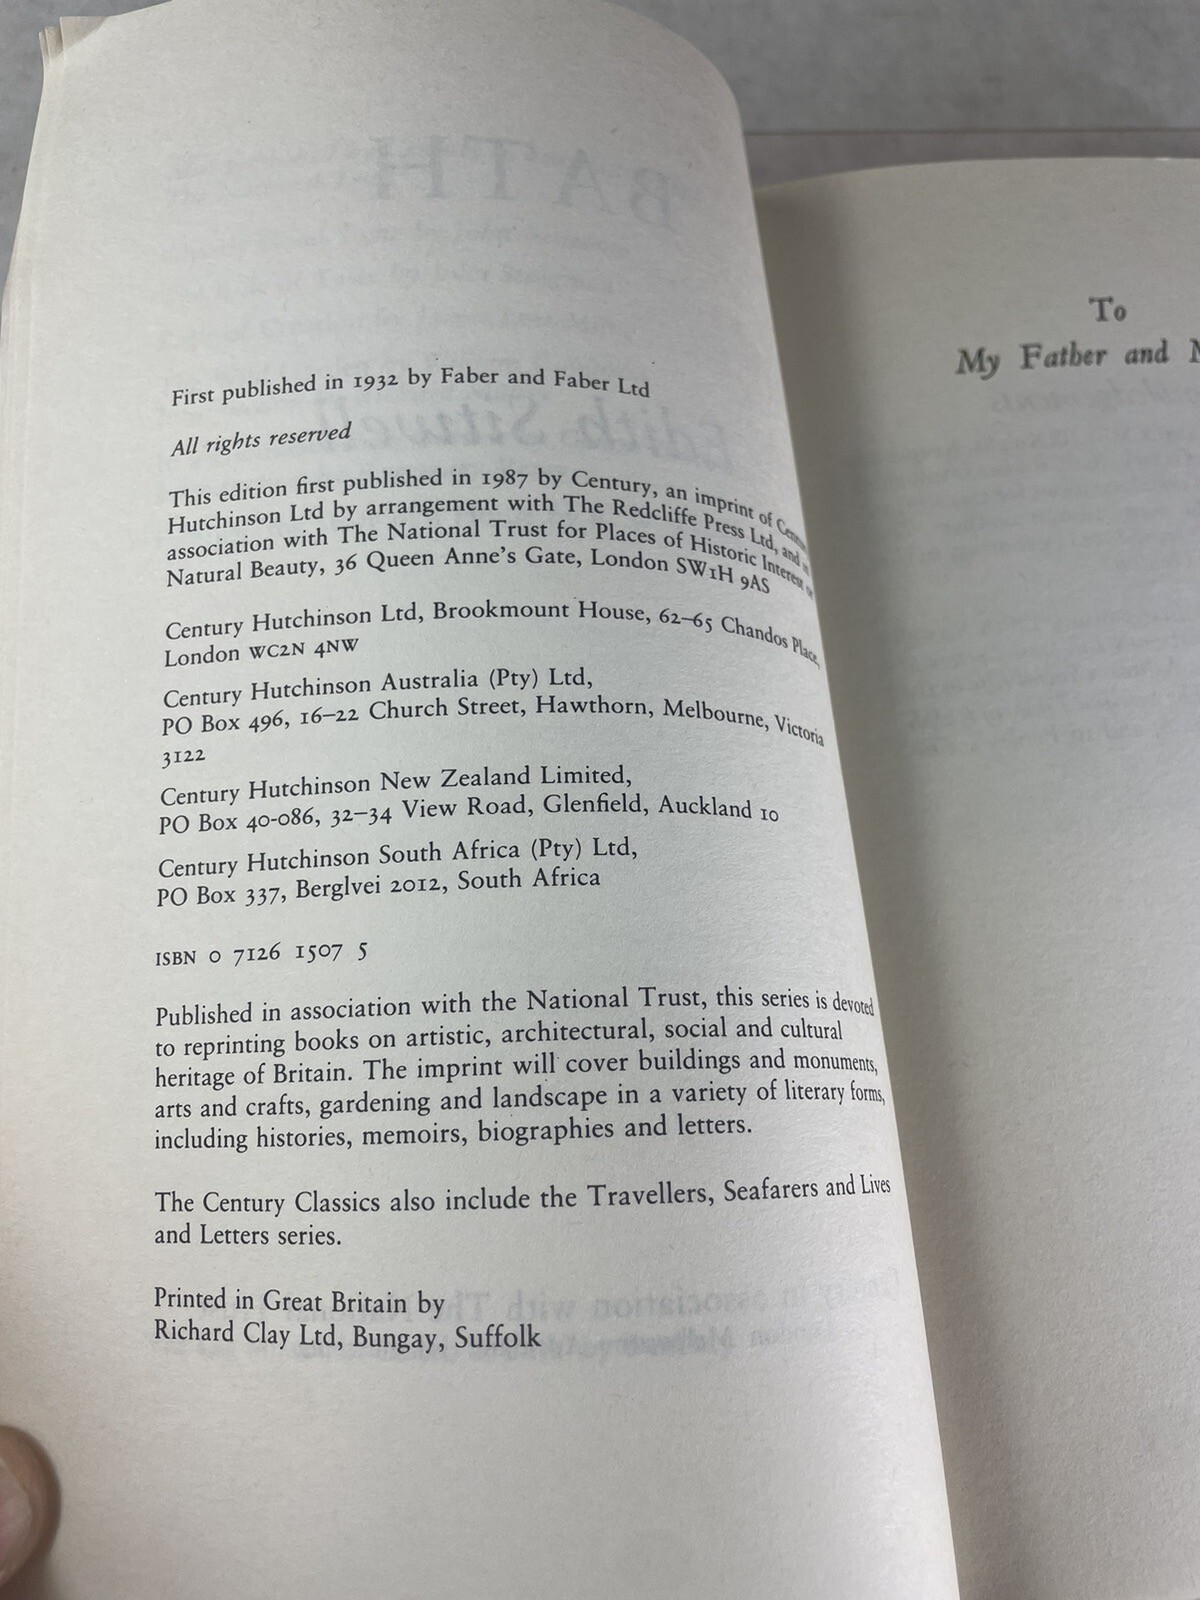 First published in 1932 by Faber and Faber Ltd
All rights reserved
This edition first published in 1987 by Century, an imprint of
Hutchinson Ltd by arrangement with The Redcliffe Press Ltd, and in
association with The National Trust for Places of Historic Interest or
Natural Beauty, 36 Queen Anne's Gate, London SW1H 9AS
Century Hutchinson Ltd, Brookmount House, 62–65 Chandos Place,
London WC2N 4NW
Century Hutchinson Australia (Pty) Ltd,
PO Box 496, 16–22 Church Street, Hawthorn, Melbourne, Victoria
3122
Century Hutchinson New Zealand Limited,
PO Box 40-086, 32–34 View Road, Glenfield, Auckland 10
Century Hutchinson South Africa (Pty) Ltd,
PO Box 337, Berglvei 2012, South Africa
ISBN 0 7126 1507 5
Published in association with the National Trust, this series is devoted
to reprinting books on artistic, architectural, social and cultural
heritage of Britain. The imprint will cover buildings and monuments,
arts and crafts, gardening and landscape in a variety of literary forms,
including histories, memoirs, biographies and letters.
The Century Classics also include the Travellers, Seafarers and Lives
and Letters series.
Printed in Great Britain by
Richard Clay Ltd, Bungay, Suffolk
To
My Father and
BATH
Edith